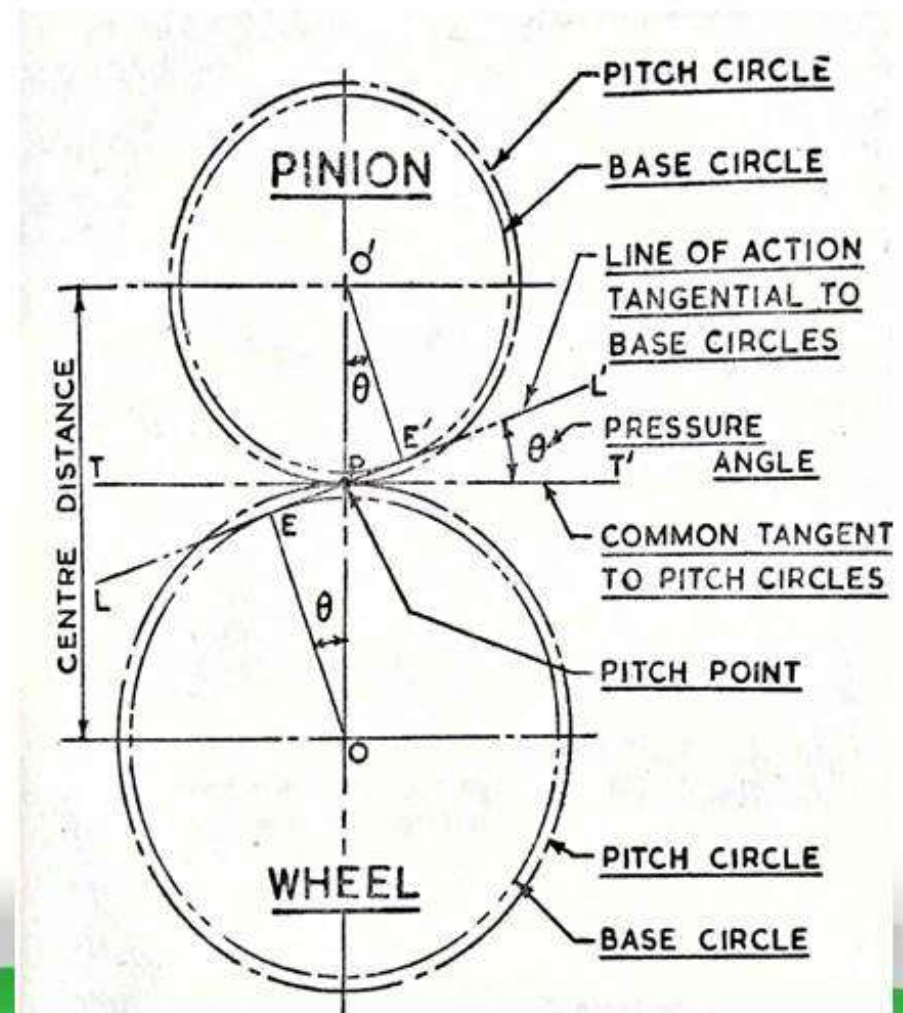 PITCH CIRCLE
PINION
BASE CIRCLE
O'
LINE OF ACTION
TANGENTIAL TO
BASE CIRCLES
L'
θ
E'
θ
PRESSURE
ANGLE
CENTRE DISTANCE
T
P
T'
E
COMMON TANGENT
TO PITCH CIRCLES
L
θ
PITCH POINT
O
PITCH CIRCLE
WHEEL
BASE CIRCLE